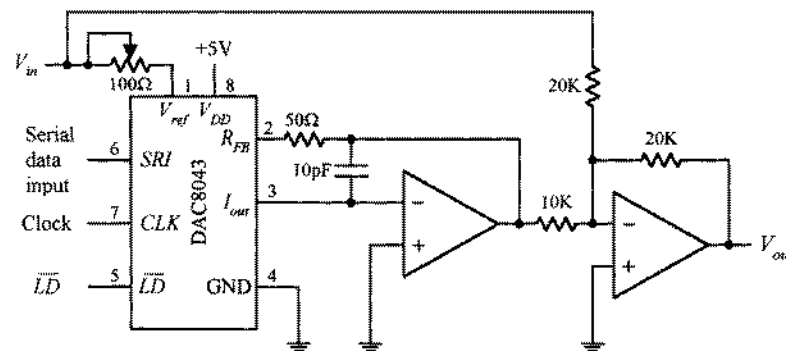 +5V
V_in
100Ω
1
8
20K
V_ref
V_DD
2
50Ω
20K
R_FB
Serial
data
input
6
SRI
10pF
DAC8043
3
I_out
10K
Clock
7
CLK
−
+
−
+
V_ou
LD
5
LD
GND
4